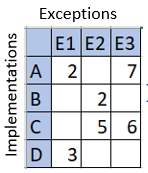 Exceptions
Implementations
E1 E2 E3
A 2 7
B 2
C 5 6
D 3